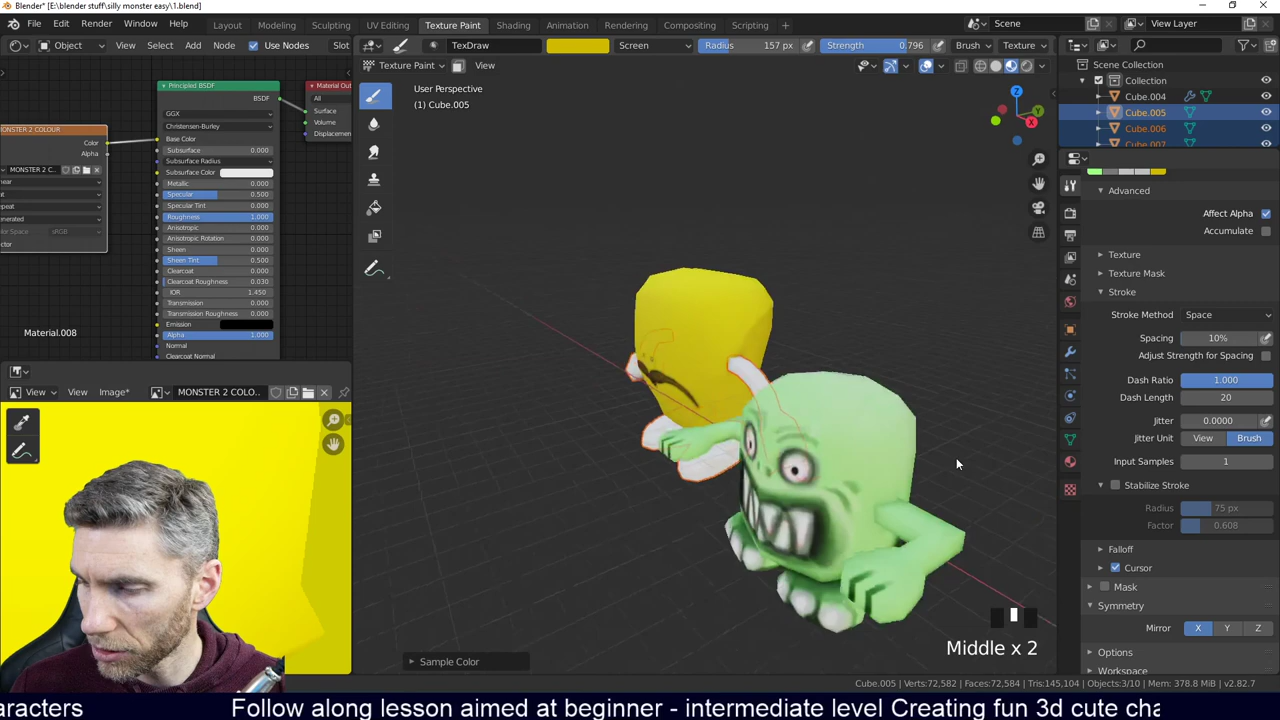 Blender* [E:\blender stuff\silly monster easy\1.blend]
File Edit Render Window Help Layout Modeling Sculpting UV Editing Texture Paint Shading Animation Rendering Compositing Scripting + Scene View Layer
Object View Select Add Node Use Nodes Slot TexDraw Screen Radius 157 px Strength 0.796 Brush Texture
Texture Paint View
Scene Collection
Collection
Cube.004
Cube.005
Cube.006
Cube.007
User Perspective
(1) Cube.005
Principled BSDF
Material Out
BSDF
All
GGX
Surface
Christensen-Burley
Volume
Displacemen
MONSTER 2 COLOUR
Color
Alpha
MONSTER 2 C...
near
at
epeat
enerated
Color Space sRGB
ector
Base Color
Subsurface 0.000
Subsurface Radius
Subsurface Color
Metallic 0.000
Specular 0.500
Specular Tint 0.000
Roughness 1.000
Anisotropic 0.000
Anisotropic Rotation 0.000
Sheen 0.000
Sheen Tint 0.500
Clearcoat 0.000
Clearcoat Roughness 0.030
IOR 1.450
Transmission 0.000
Transmission Roughness 0.000
Emission
Alpha 1.000
Normal
Clearcoat Normal
Material.008
View View Image* MONSTER 2 COLO...
X
Y
Z
Advanced
Affect Alpha
Accumulate
Texture
Texture Mask
Stroke
Stroke Method Space
Spacing 10%
Adjust Strength for Spacing
Dash Ratio 1.000
Dash Length 20
Jitter 0.0000
Jitter Unit View Brush
Input Samples 1
Stabilize Stroke
Radius 75 px
Factor 0.608
Falloff
Cursor
Mask
Symmetry
Mirror X Y Z
Options
Workspace
Middle x 2
Sample Color
Cube.005 | Verts:72,582 | Faces:72,584 | Tris:145,104 | Objects:3/10 | Mem: 378.8 MiB | v2.82.7
aracters Follow along lesson aimed at beginner - intermediate level Creating fun 3d cute cha